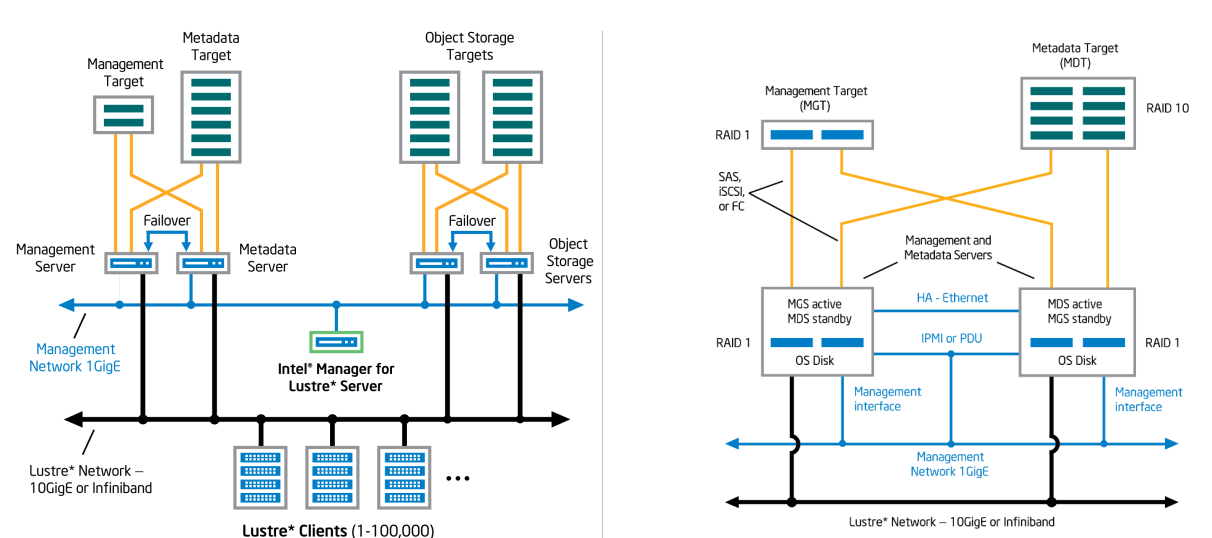 Metadata
Target
Object Storage
Targets
Management
Target
Failover
Failover
Management
Server
Metadata
Server
Object
Storage
Servers
Management
Network 1GigE
Intel® Manager for
Lustre* Server
Lustre* Network –
10GigE or Infiniband
Lustre* Clients (1-100,000)
Metadata Target
(MDT)
Management Target
(MGT)
RAID 1
RAID 10
SAS,
iSCSI,
or FC
Management and
Metadata Servers
MGS active
MDS standby
HA - Ethernet
MDS active
MGS standby
RAID 1
IPMI or PDU
RAID 1
OS Disk
OS Disk
Management
interface
Management
interface
Management
Network 1GigE
Lustre* Network – 10GigE or Infiniband